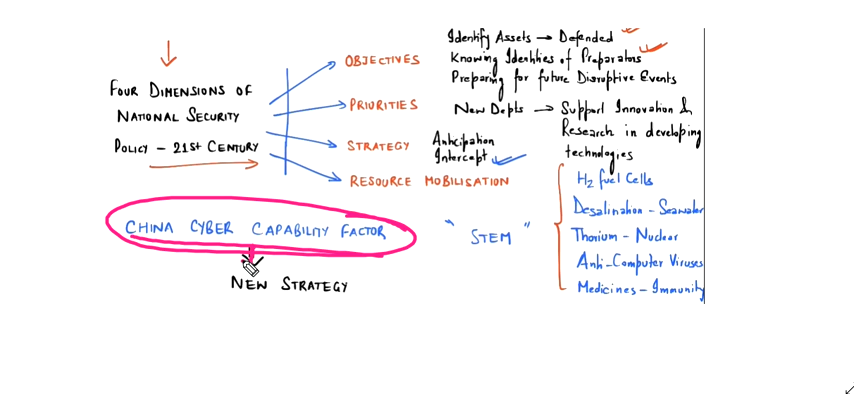 FOUR DIMENSIONS OF
NATIONAL SECURITY
POLICY - 21ST CENTURY
OBJECTIVES
PRIORITIES
STRATEGY
RESOURCE MOBILISATION
Identify Assets → Defended
Knowing Identities of Preparators
Preparing for future Disruptive Events
New Depts → Support Innovation &
Research in developing
technologies
Anticipation
Intercept
H2 fuel Cells
Desalination - Seawater
Thorium - Nuclear
Anti-Computer Viruses
Medicines - Immunity
" STEM "
CHINA CYBER CAPABILITY FACTOR
NEW STRATEGY